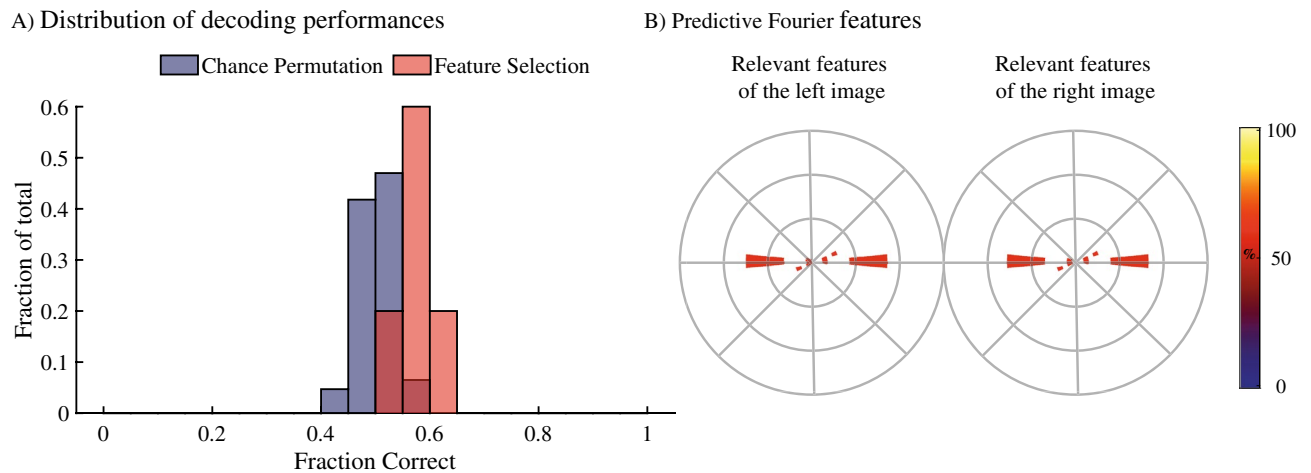 A) Distribution of decoding performances
Chance Permutation
Feature Selection
0.6
0.5
0.4
0.3
0.2
0.1
0
Fraction of total
0
0.2
0.4
0.6
0.8
1
Fraction Correct
B) Predictive Fourier features
Relevant features
of the left image
Relevant features
of the right image
100
%
50
0